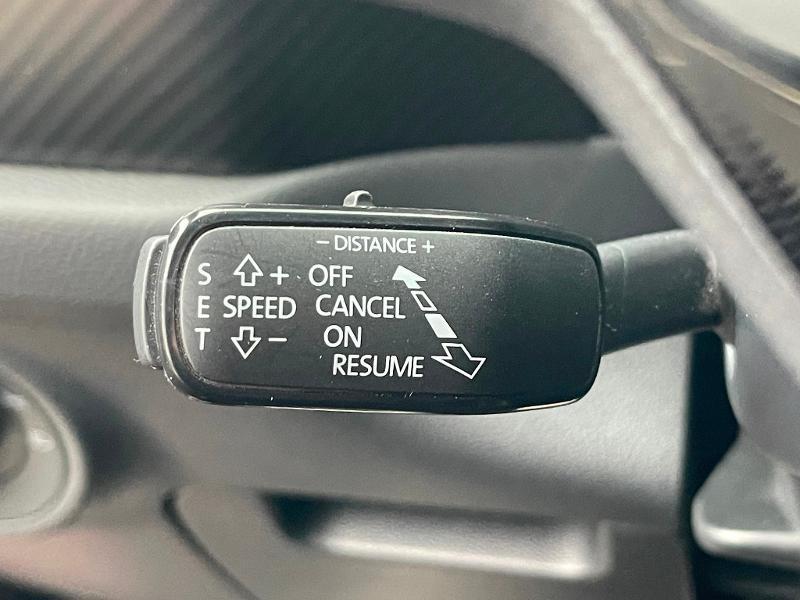 − DISTANCE +
S + OFF
E SPEED CANCEL
T − ON
RESUME